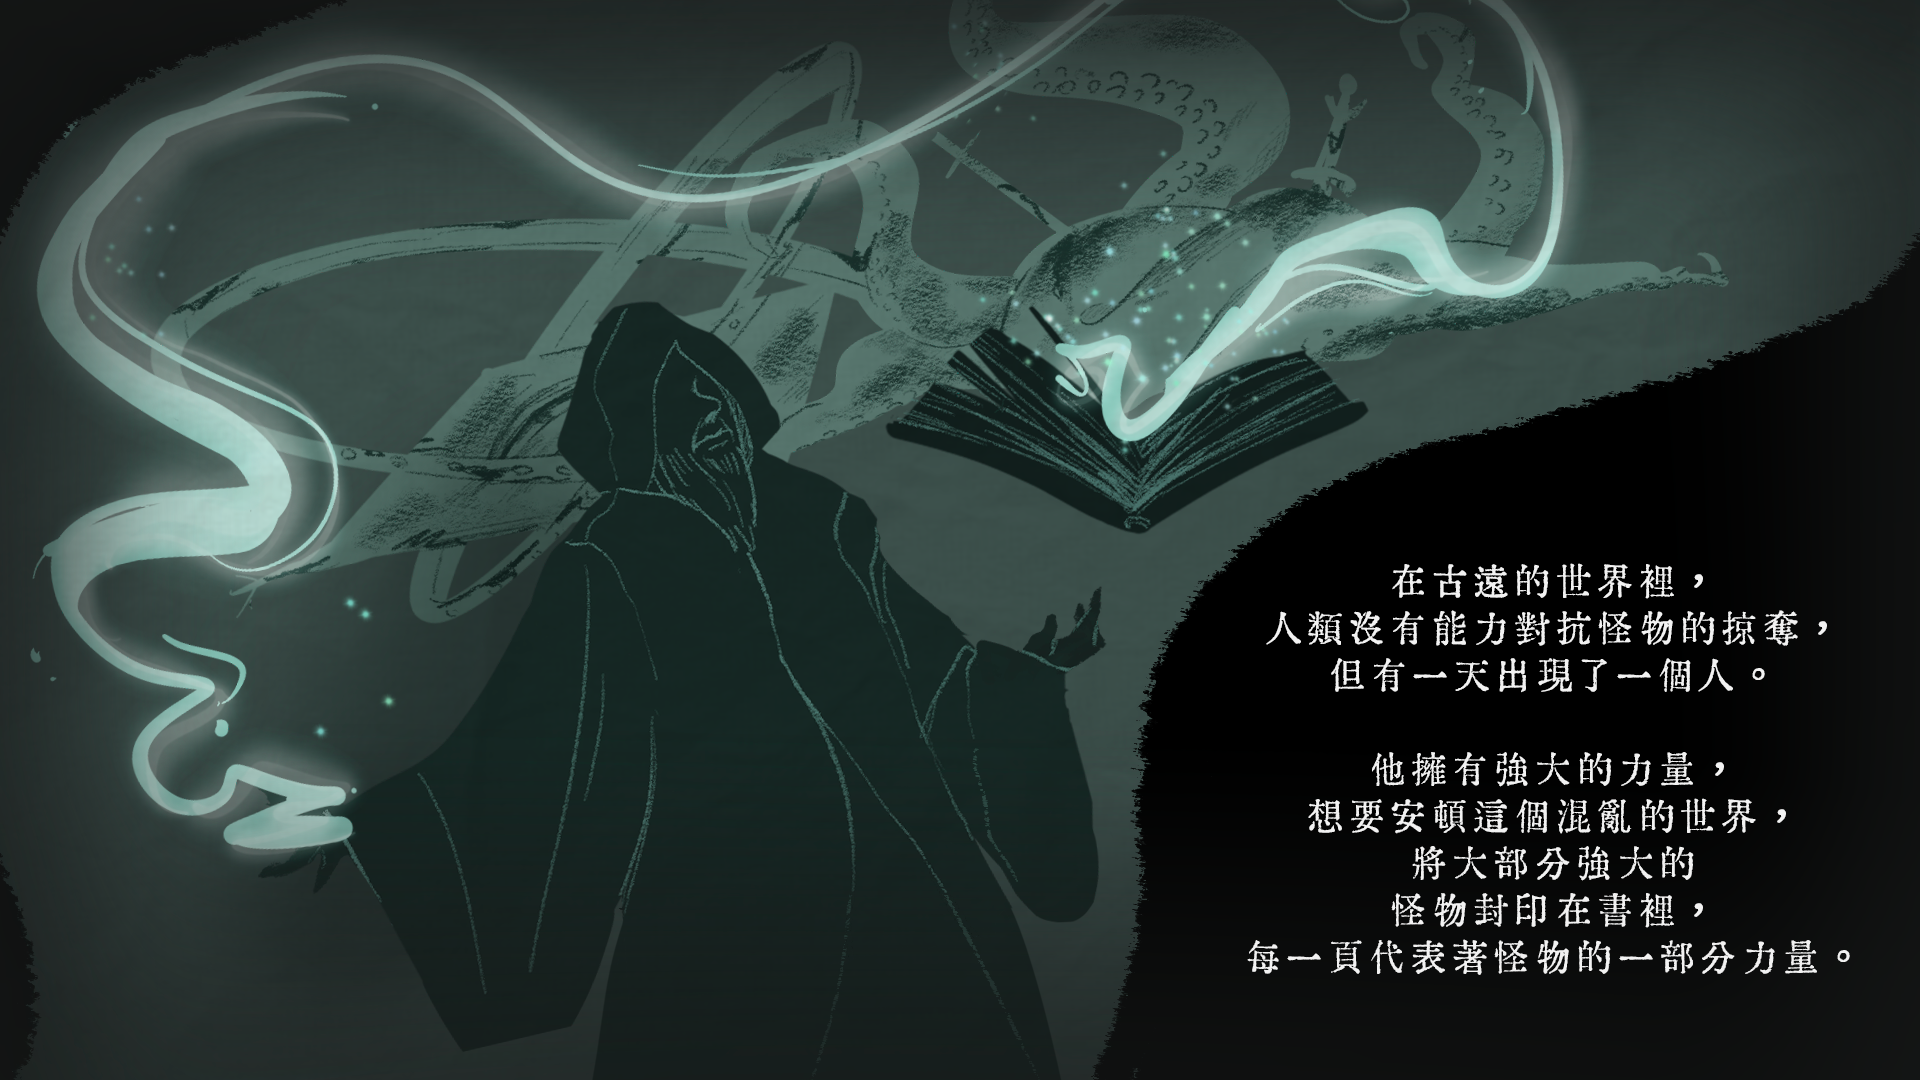 在古遠的世界裡，
人類沒有能力對抗怪物的掠奪，
但有一天出現了一個人。
他擁有強大的力量，
想要安頓這個混亂的世界，
將大部分強大的
怪物封印在書裡，
每一頁代表著怪物的一部分力量。